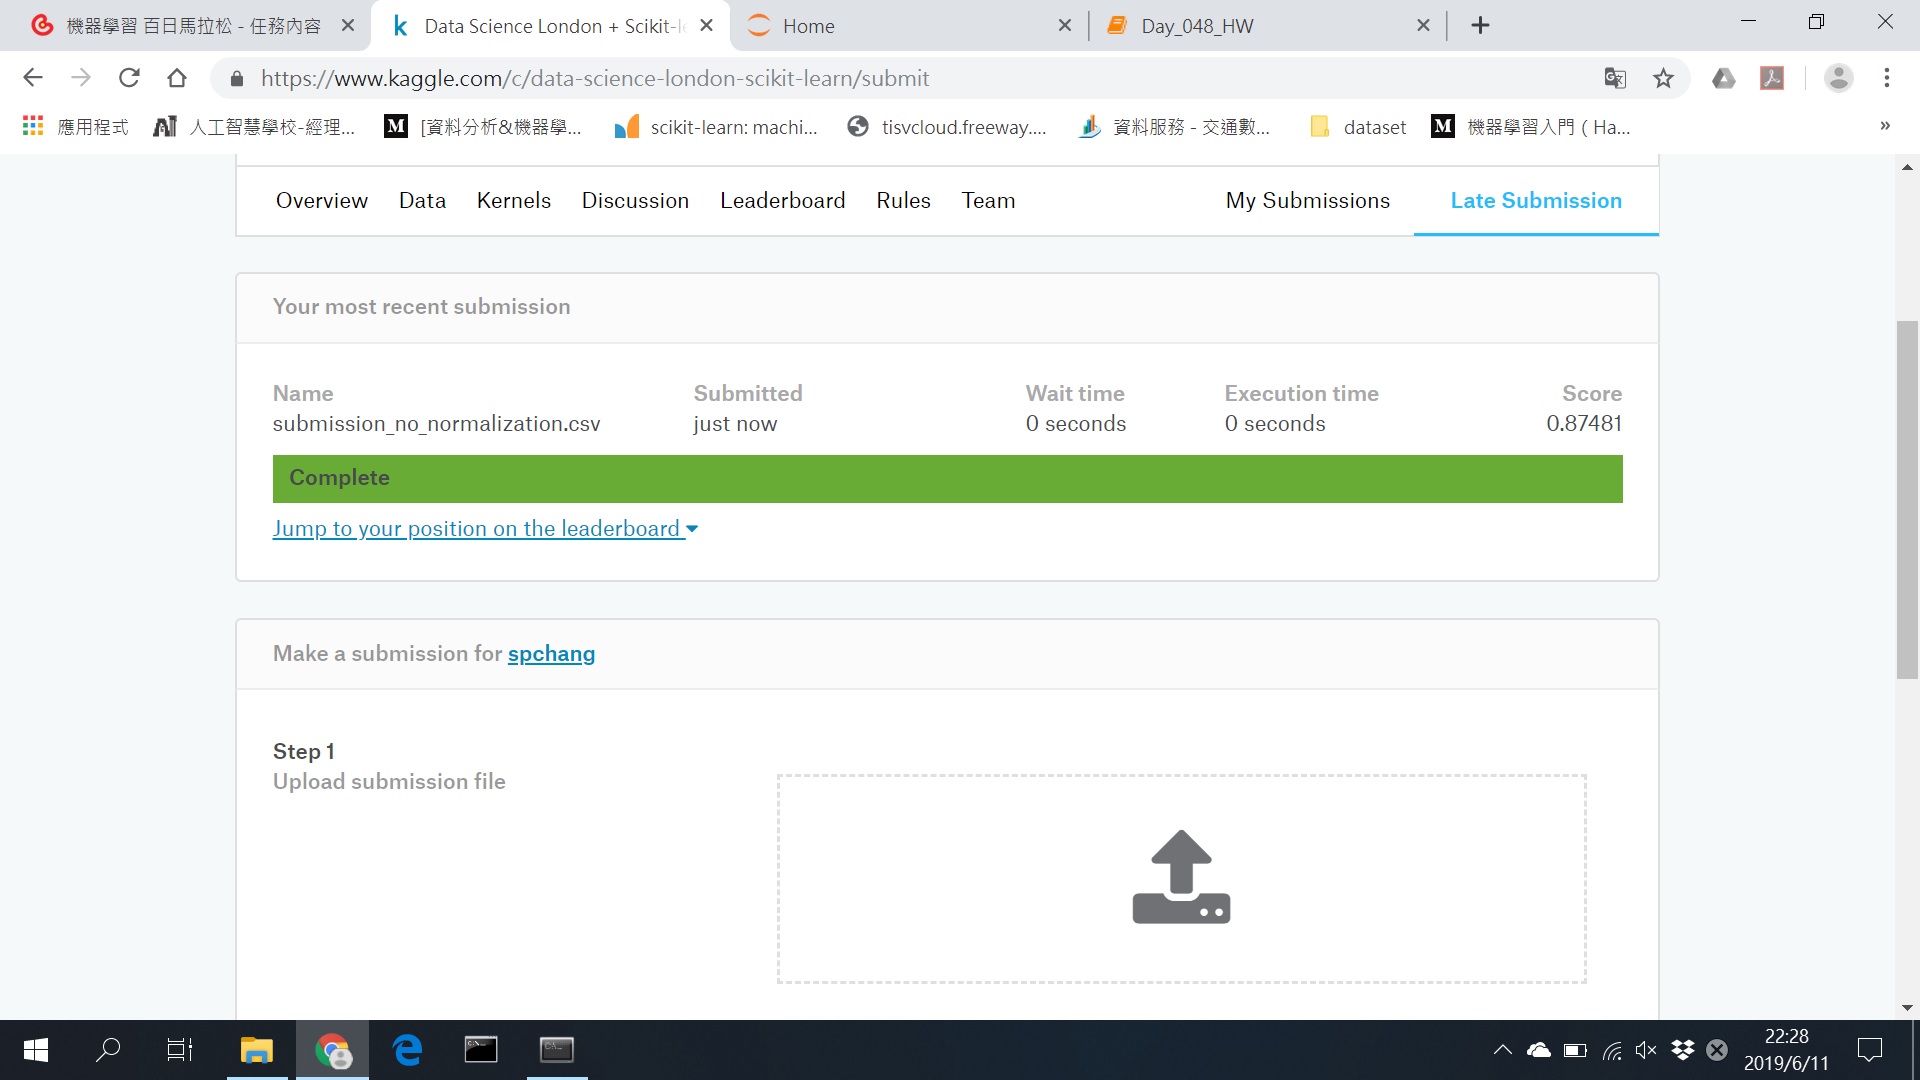 機器學習 百日馬拉松 - 任務內容
Data Science London + Scikit-le
Home
Day_048_HW
https://www.kaggle.com/c/data-science-london-scikit-learn/submit
應用程式
人工智慧學校-經理...
[資料分析&機器學...
scikit-learn: machi...
tisvcloud.freeway....
資料服務 - 交通數...
dataset
機器學習入門 ( Ha...
Overview
Data
Kernels
Discussion
Leaderboard
Rules
Team
My Submissions
Late Submission
Your most recent submission
Name
Submitted
Wait time
Execution time
Score
submission_no_normalization.csv
just now
0 seconds
0 seconds
0.87481
Complete
Jump to your position on the leaderboard
Make a submission for spchang
Step 1
Upload submission file
22:28
2019/6/11